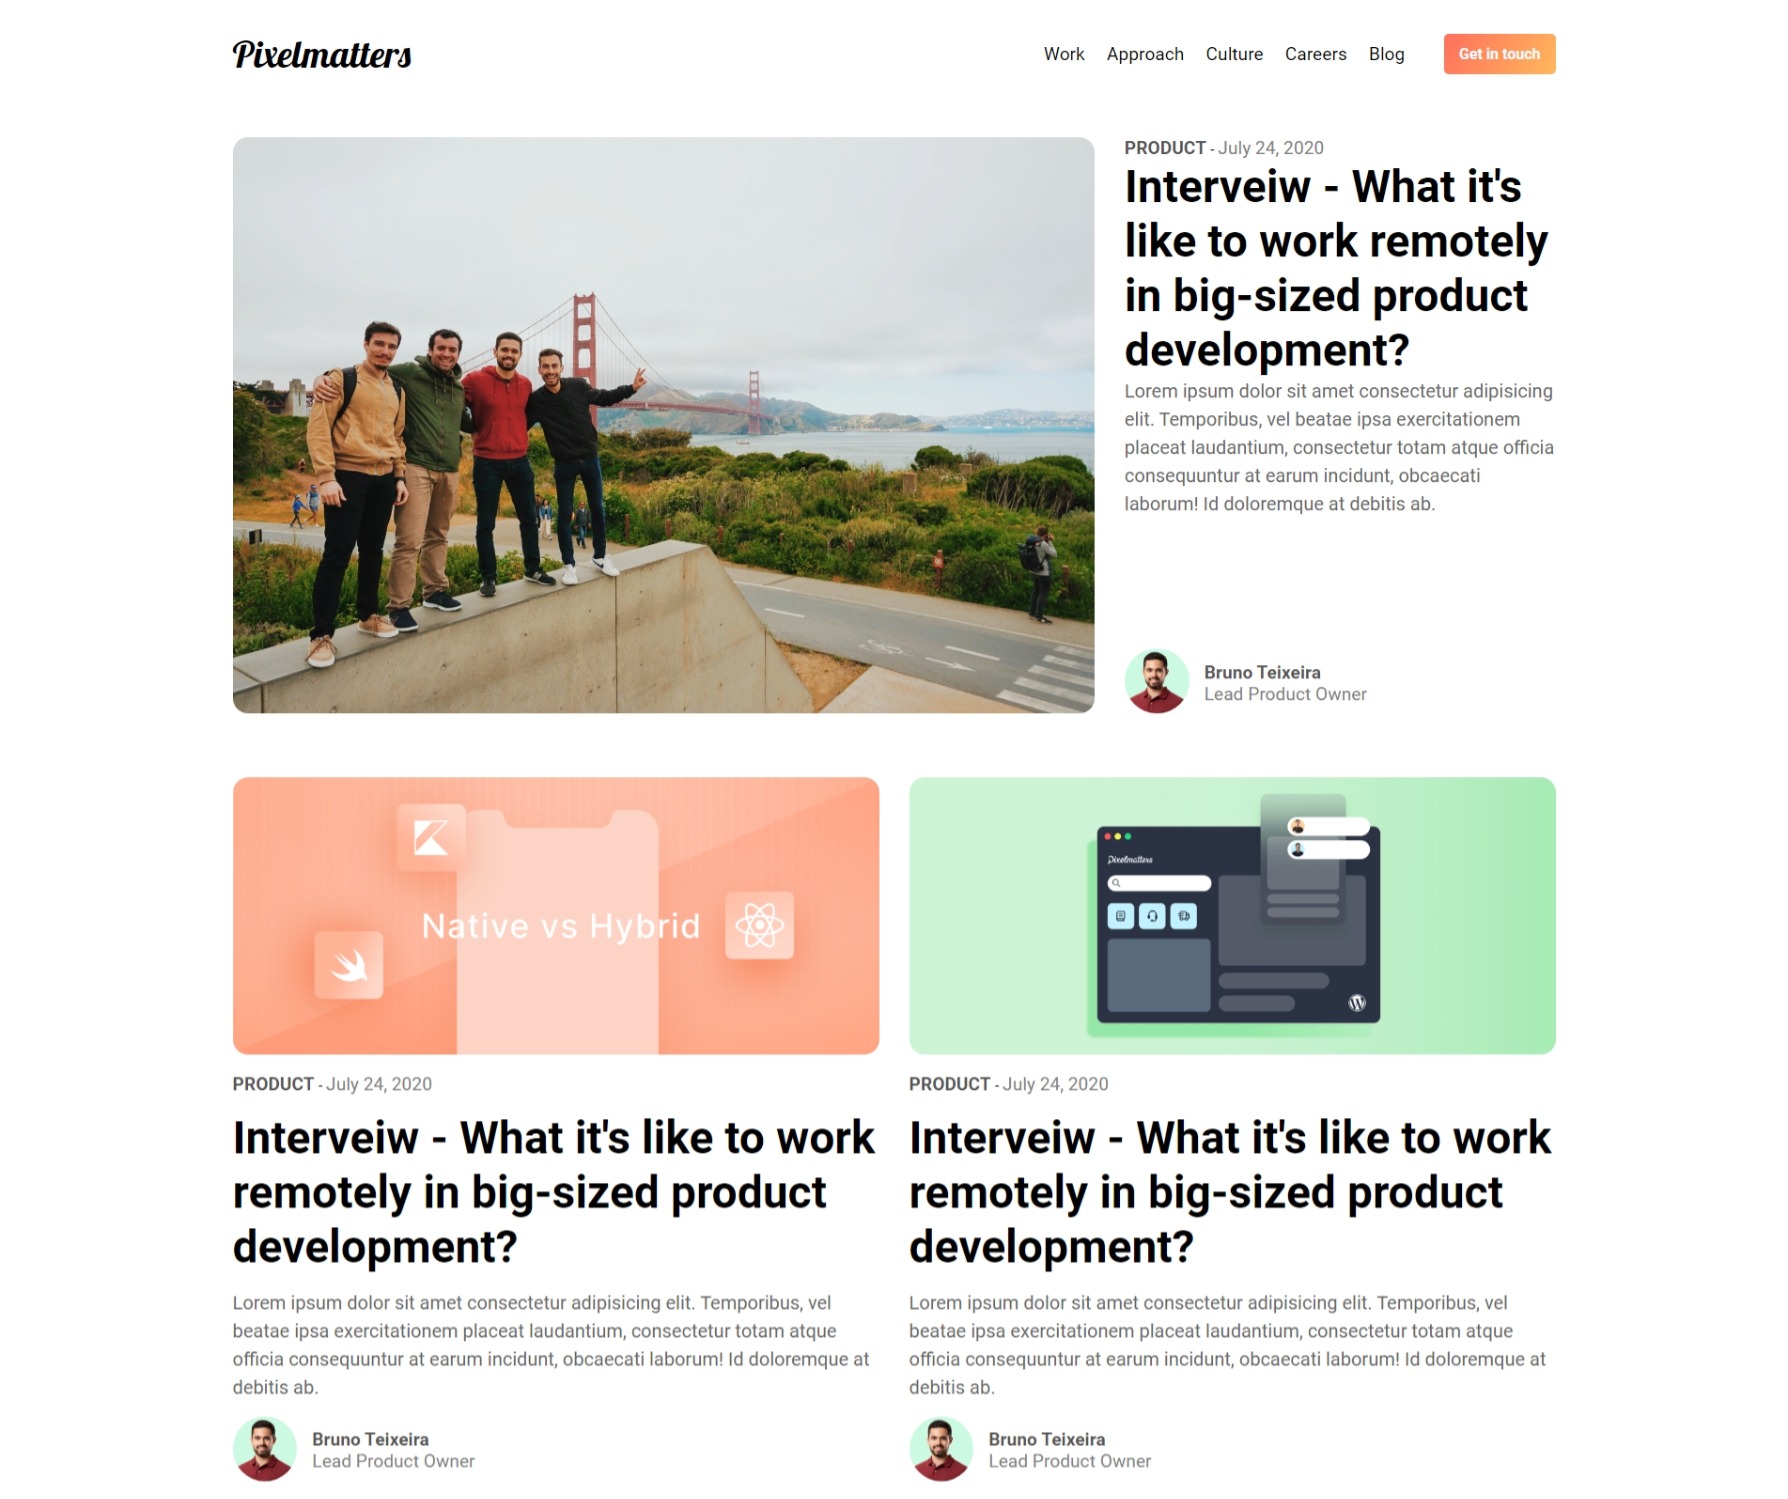 Pixelmatters
Work Approach Culture Careers Blog Get in touch
PRODUCT - July 24, 2020
Interveiw - What it's
like to work remotely
in big-sized product
development?
Lorem ipsum dolor sit amet consectetur adipisicing
elit. Temporibus, vel beatae ipsa exercitationem
placeat laudantium, consectetur totam atque officia
consequuntur at earum incidunt, obcaecati
laborum! Id doloremque at debitis ab.
Bruno Teixeira
Lead Product Owner
Native vs Hybrid
PRODUCT - July 24, 2020
Interveiw - What it's like to work
remotely in big-sized product
development?
Lorem ipsum dolor sit amet consectetur adipisicing elit. Temporibus, vel
beatae ipsa exercitationem placeat laudantium, consectetur totam atque
officia consequuntur at earum incidunt, obcaecati laborum! Id doloremque at
debitis ab.
Bruno Teixeira
Lead Product Owner
Pixelmatters
PRODUCT - July 24, 2020
Interveiw - What it's like to work
remotely in big-sized product
development?
Lorem ipsum dolor sit amet consectetur adipisicing elit. Temporibus, vel
beatae ipsa exercitationem placeat laudantium, consectetur totam atque
officia consequuntur at earum incidunt, obcaecati laborum! Id doloremque at
debitis ab.
Bruno Teixeira
Lead Product Owner